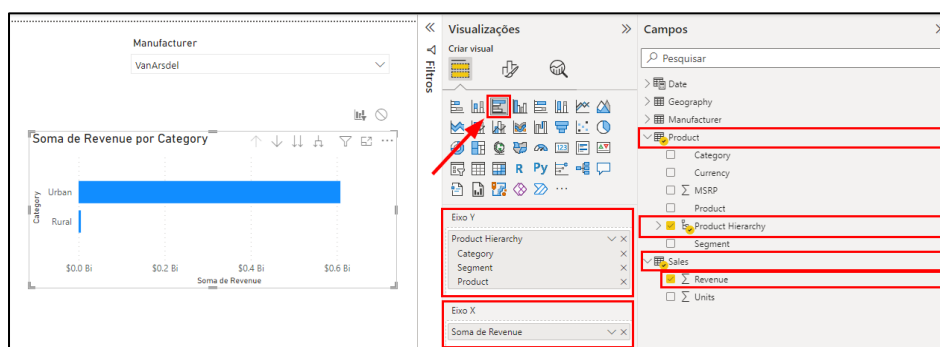 Manufacturer
VanArsdel
Soma de Revenue por Category
Category
Urban
Rural
$0.0 Bi $0.2 Bi $0.4 Bi $0.6 Bi
Soma de Revenue
Filtros
Visualizações
Criar visual
123
R Py
Eixo Y
Product Hierarchy
Category
Segment
Product
Eixo X
Soma de Revenue
Campos
Pesquisar
Date
Geography
Manufacturer
Product
Category
Currency
∑ MSRP
Product
Product Hierarchy
Segment
Sales
∑ Revenue
∑ Units